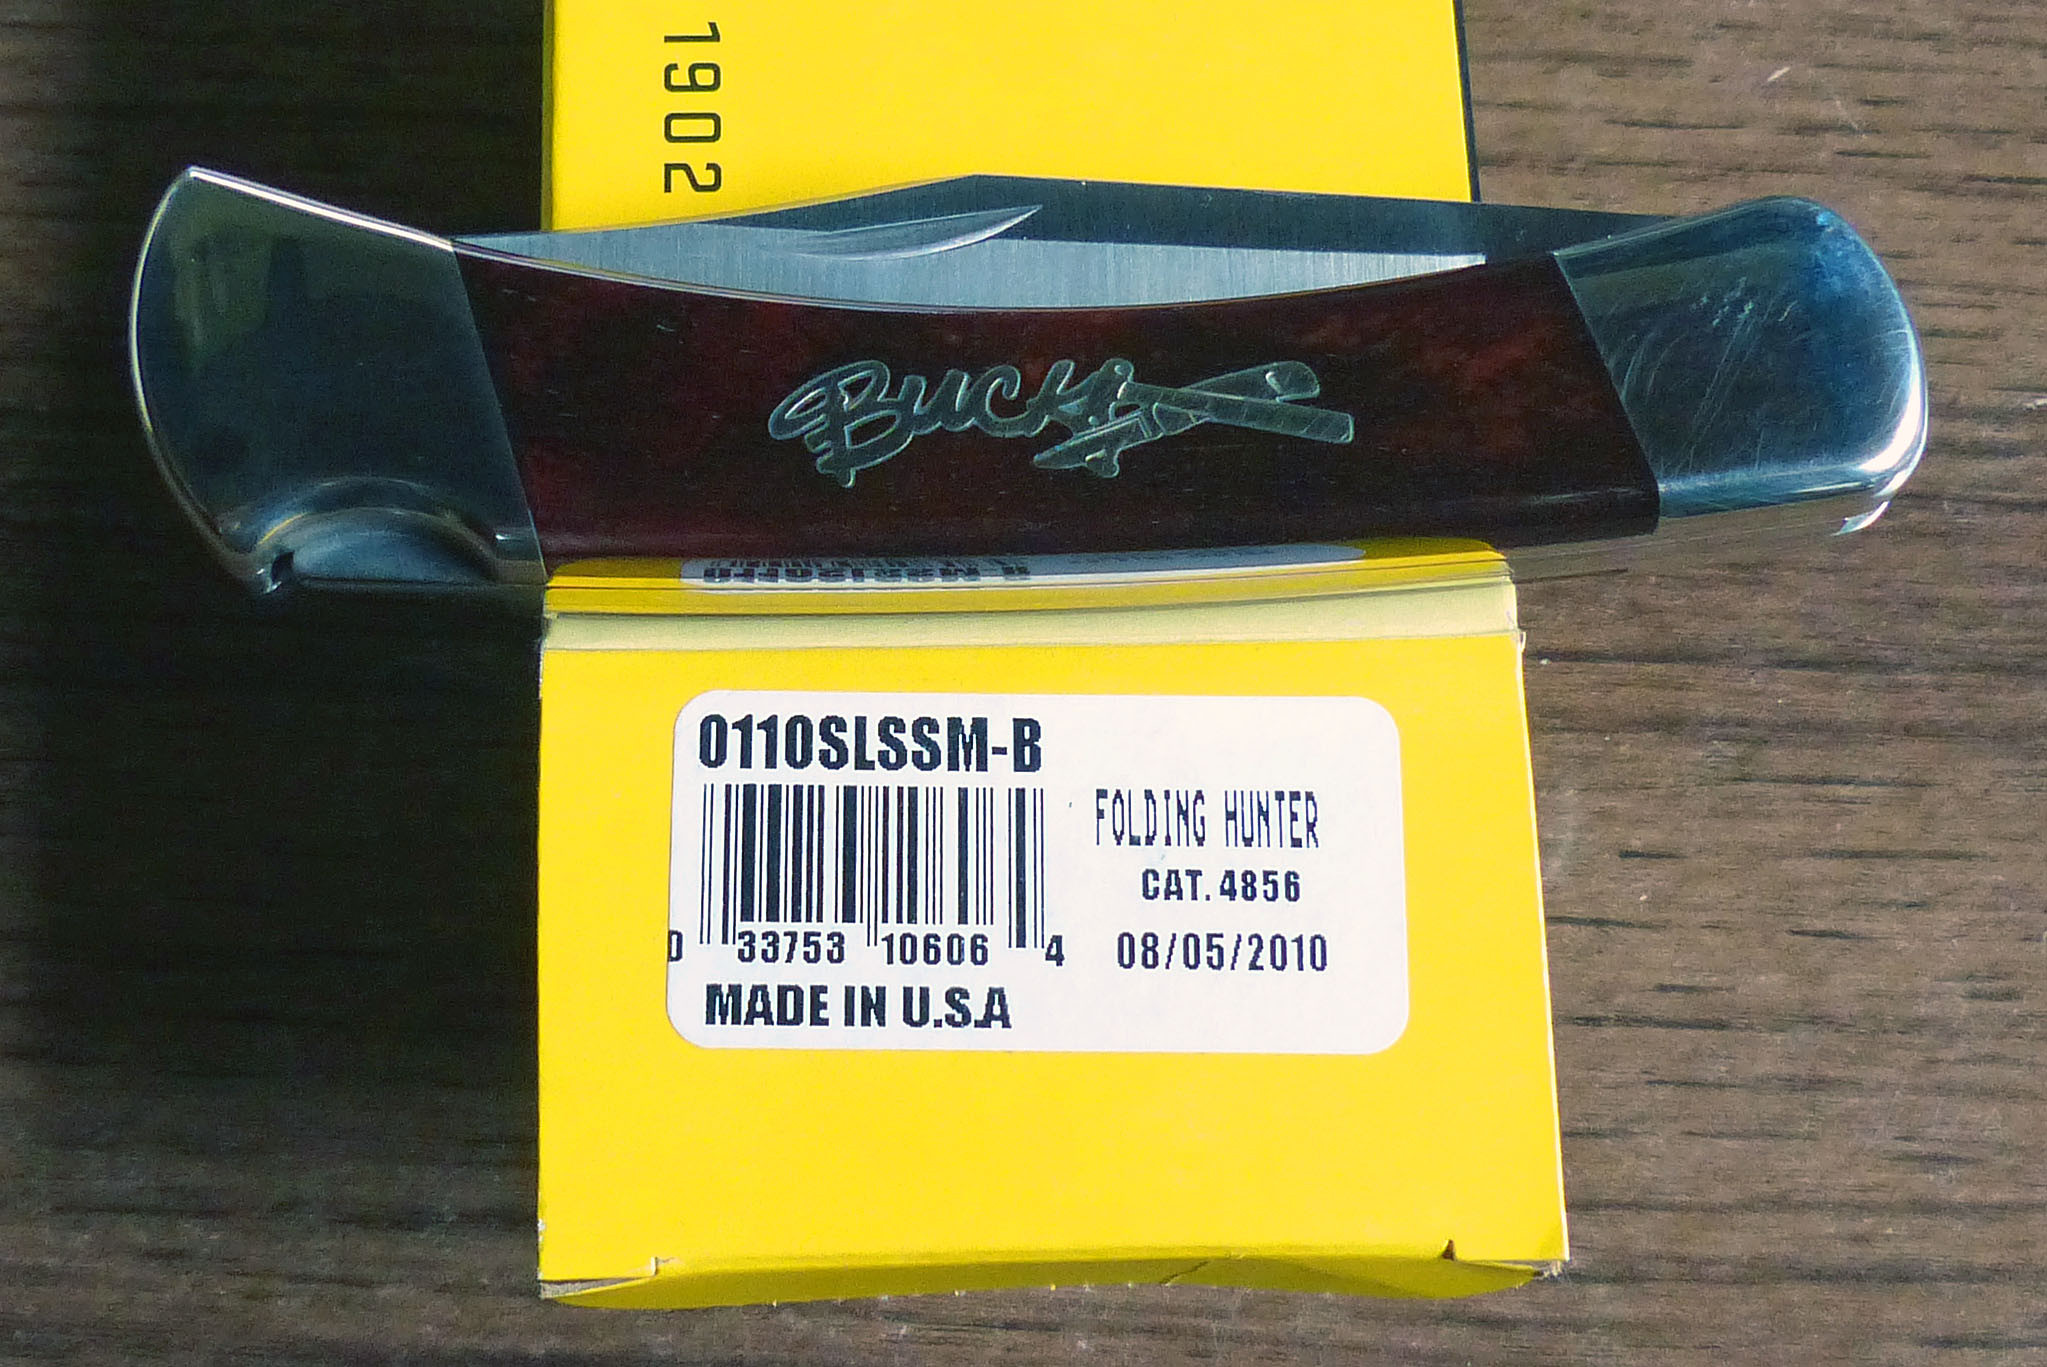 1902
BUCK
0110SLSSM-B
FOLDING HUNTER
CAT.4856
0 33753 10606 4
08/05/2010
MADE IN U.S.A